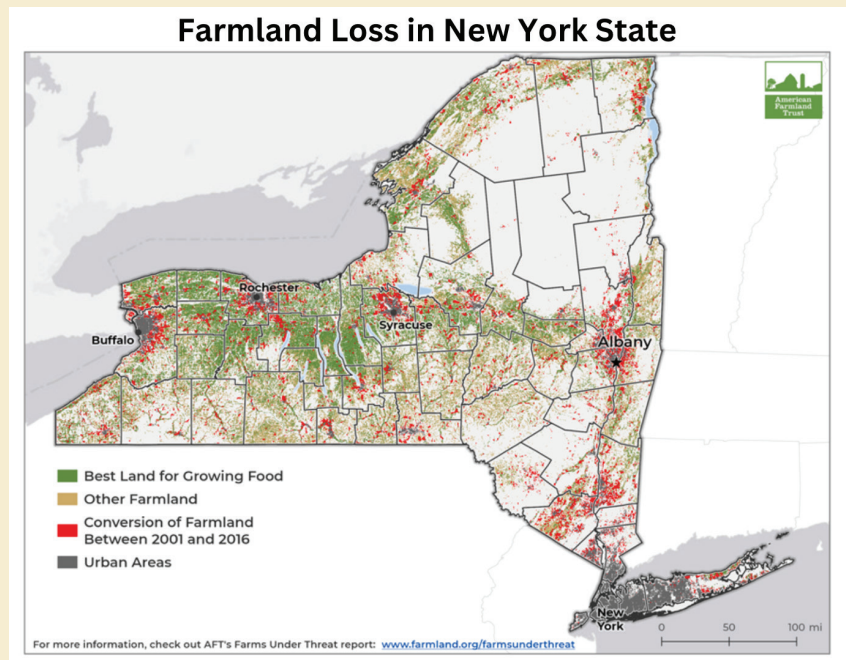 Farmland Loss in New York State
American
Farmland
Trust
Rochester
Buffalo
Syracuse
Albany
Best Land for Growing Food
Other Farmland
Conversion of Farmland
Between 2001 and 2016
Urban Areas
New
York
0 50 100 mi
For more information, check out AFT's Farms Under Threat report: www.farmland.org/farmsunderthreat